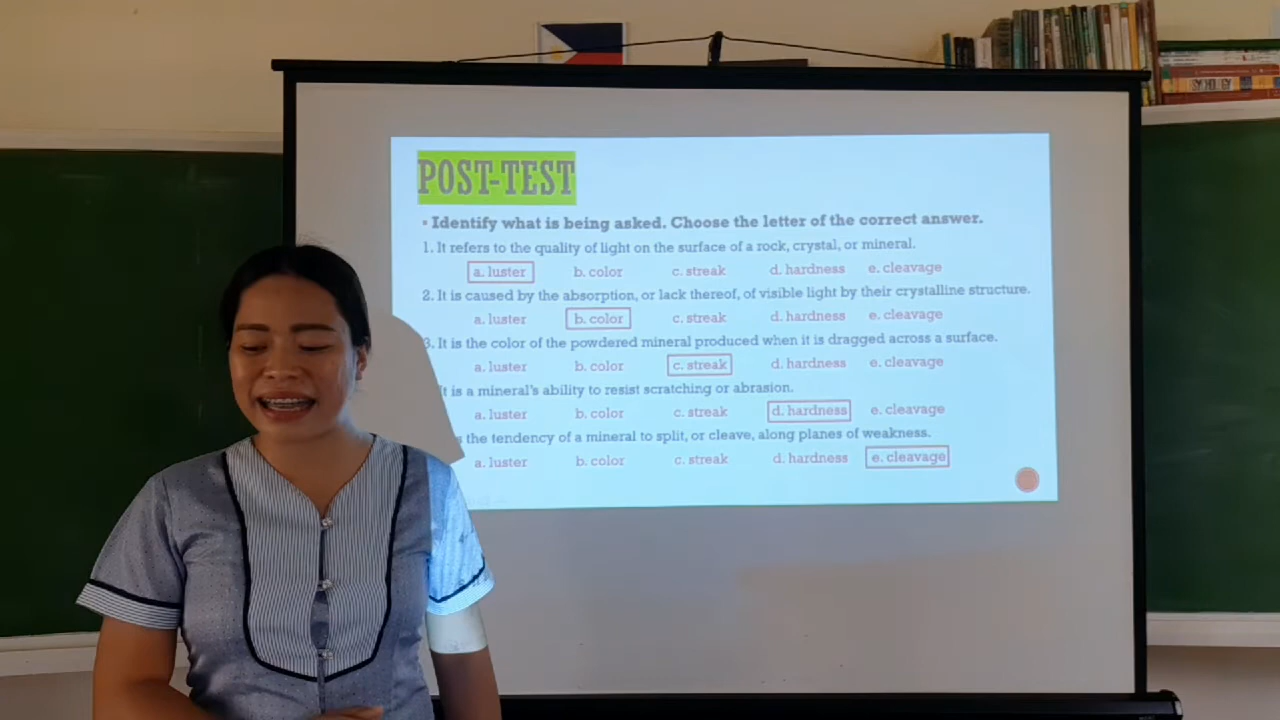 POST-TEST
▪ Identify what is being asked. Choose the letter of the correct answer.
1. It refers to the quality of light on the surface of a rock, crystal, or mineral.
a. luster b. color c. streak d. hardness e. cleavage
2. It is caused by the absorption, or lack thereof, of visible light by their crystalline structure.
a. luster b. color c. streak d. hardness e. cleavage
3. It is the color of the powdered mineral produced when it is dragged across a surface.
a. luster b. color c. streak d. hardness e. cleavage
It is a mineral's ability to resist scratching or abrasion.
a. luster b. color c. streak d. hardness e. cleavage
the tendency of a mineral to split, or cleave, along planes of weakness.
a. luster b. color c. streak d. hardness e. cleavage